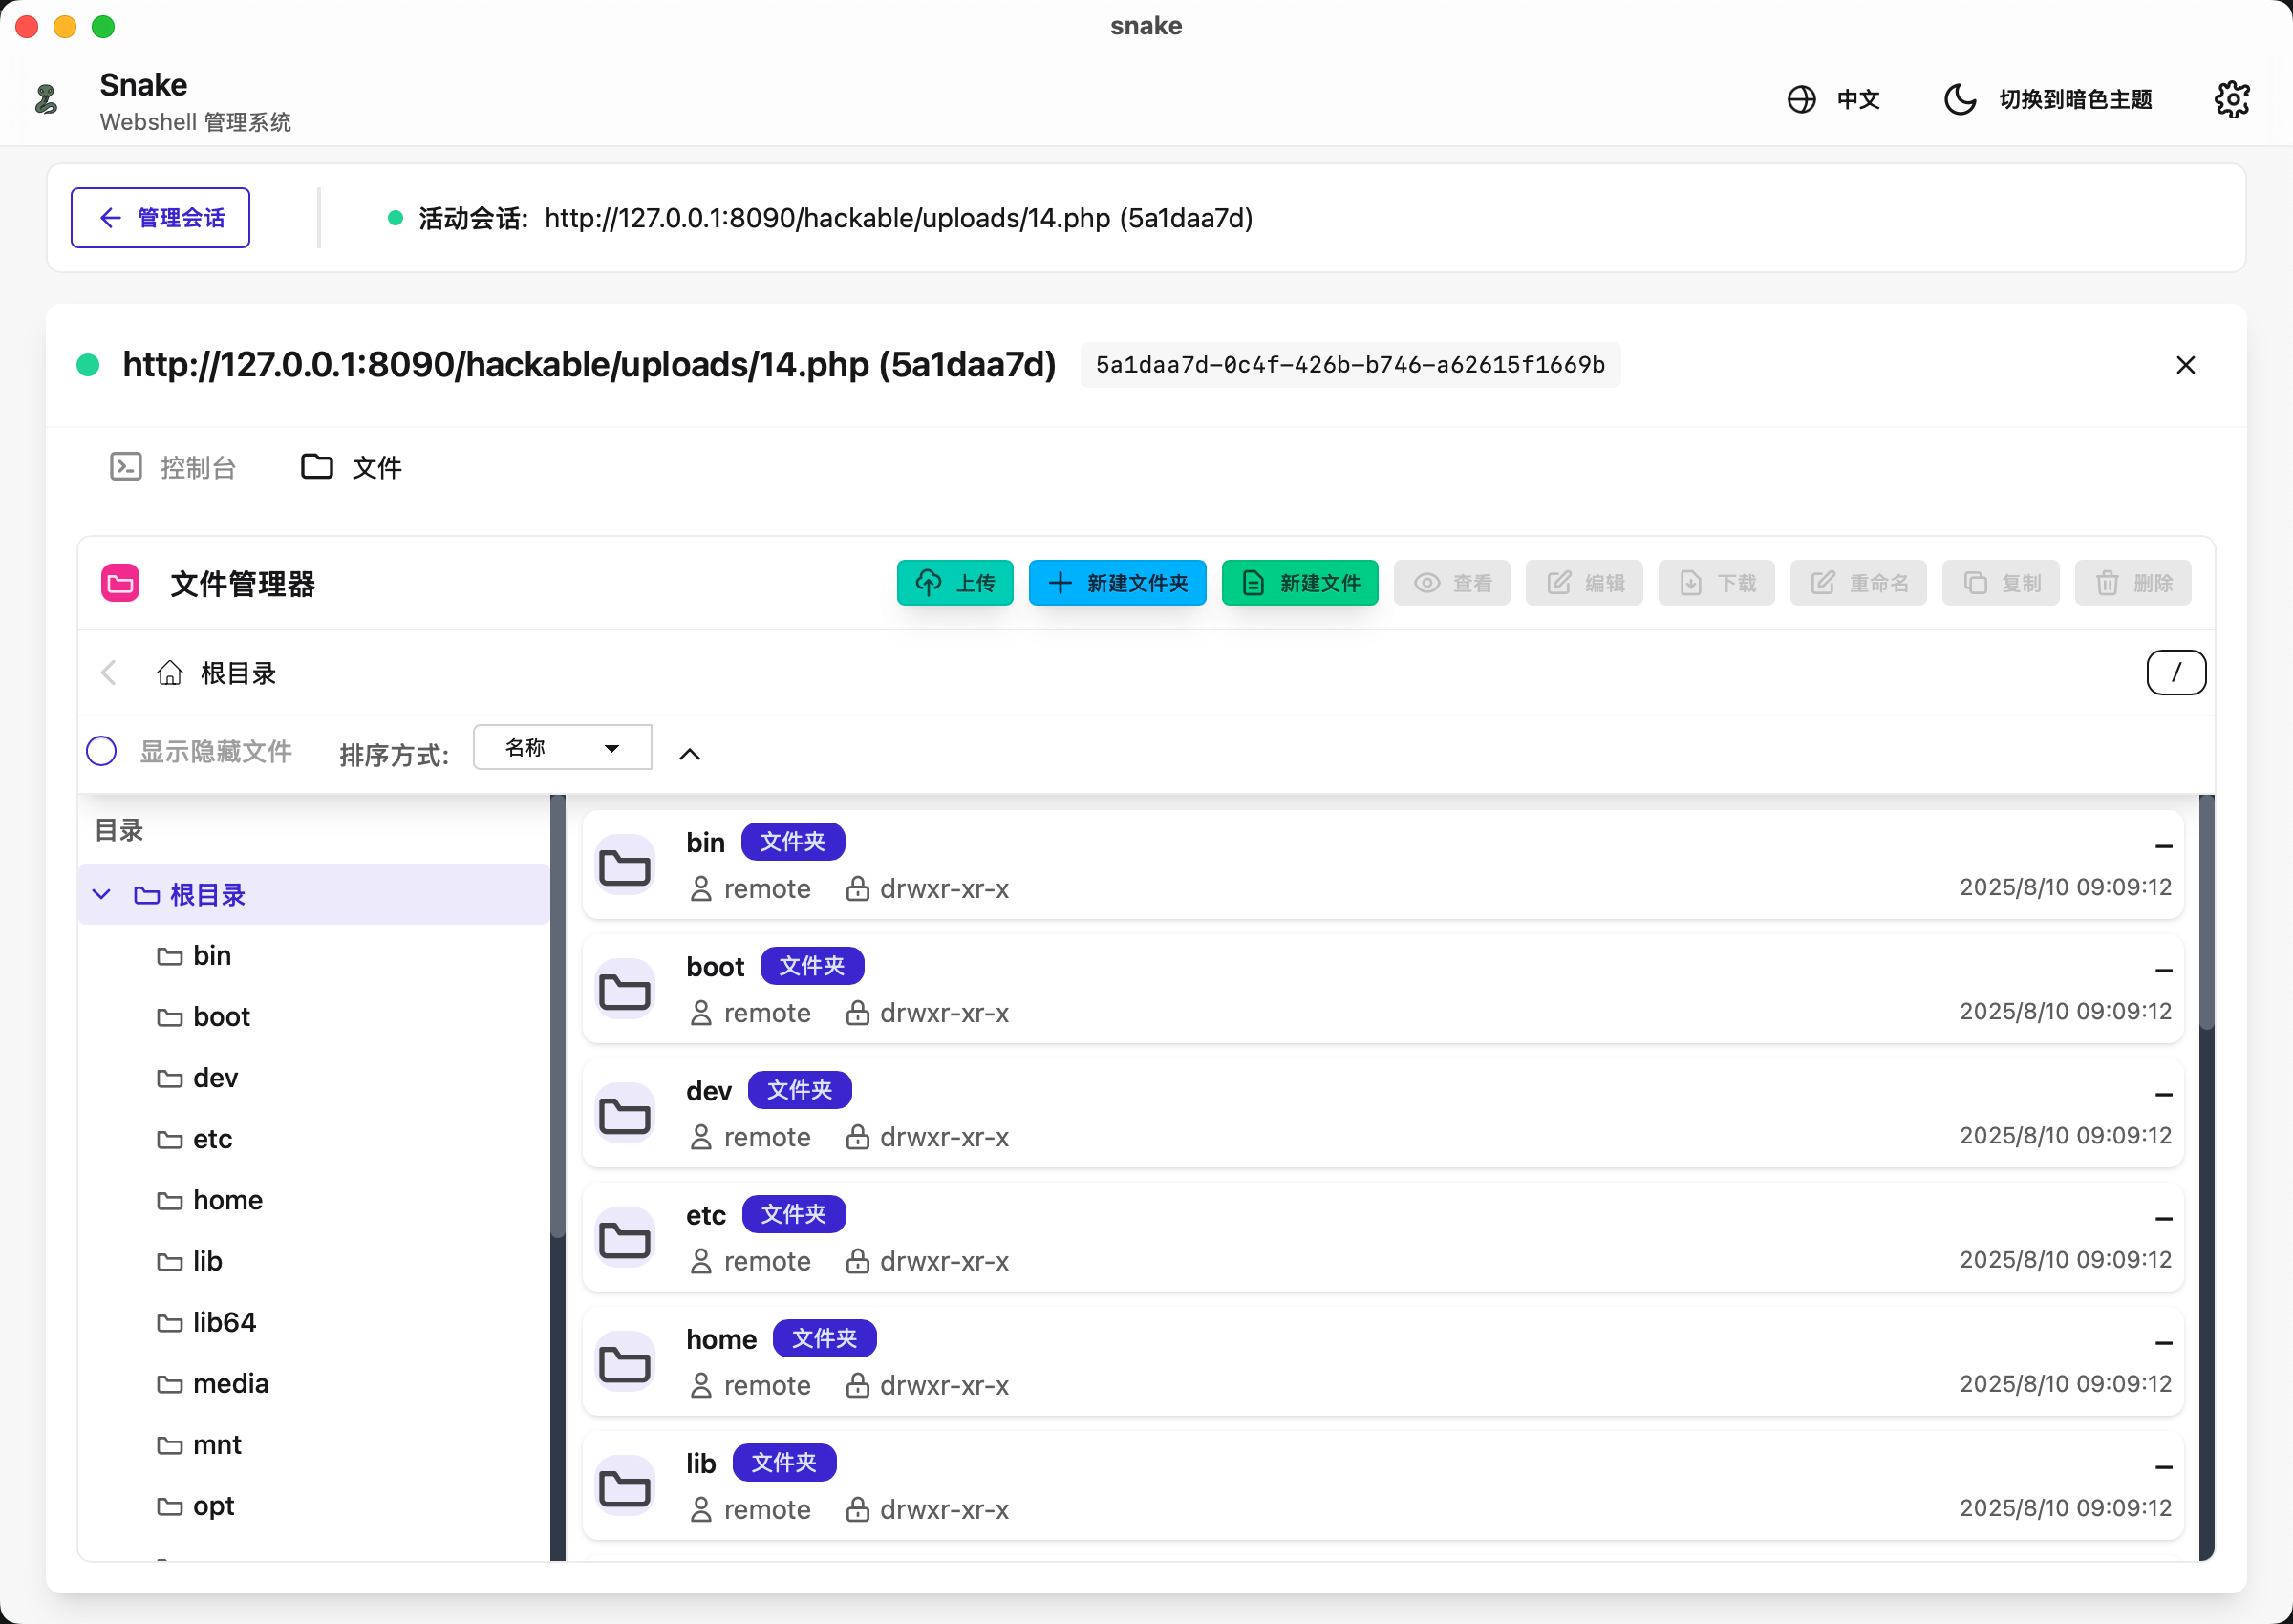 snake
Snake
Webshell 管理系统
中文
切换到暗色主题
管理会话
活动会话: http://127.0.0.1:8090/hackable/uploads/14.php (5a1daa7d)
http://127.0.0.1:8090/hackable/uploads/14.php (5a1daa7d)
5a1daa7d-0c4f-426b-b746-a62615f1669b
控制台
文件
文件管理器
上传
新建文件夹
新建文件
查看
编辑
下载
重命名
复制
删除
根目录
/
显示隐藏文件
排序方式:
名称
目录
根目录
bin
boot
dev
etc
home
lib
lib64
media
mnt
opt
bin 文件夹
–
remote drwxr-xr-x
2025/8/10 09:09:12
boot 文件夹
–
remote drwxr-xr-x
2025/8/10 09:09:12
dev 文件夹
–
remote drwxr-xr-x
2025/8/10 09:09:12
etc 文件夹
–
remote drwxr-xr-x
2025/8/10 09:09:12
home 文件夹
–
remote drwxr-xr-x
2025/8/10 09:09:12
lib 文件夹
–
remote drwxr-xr-x
2025/8/10 09:09:12